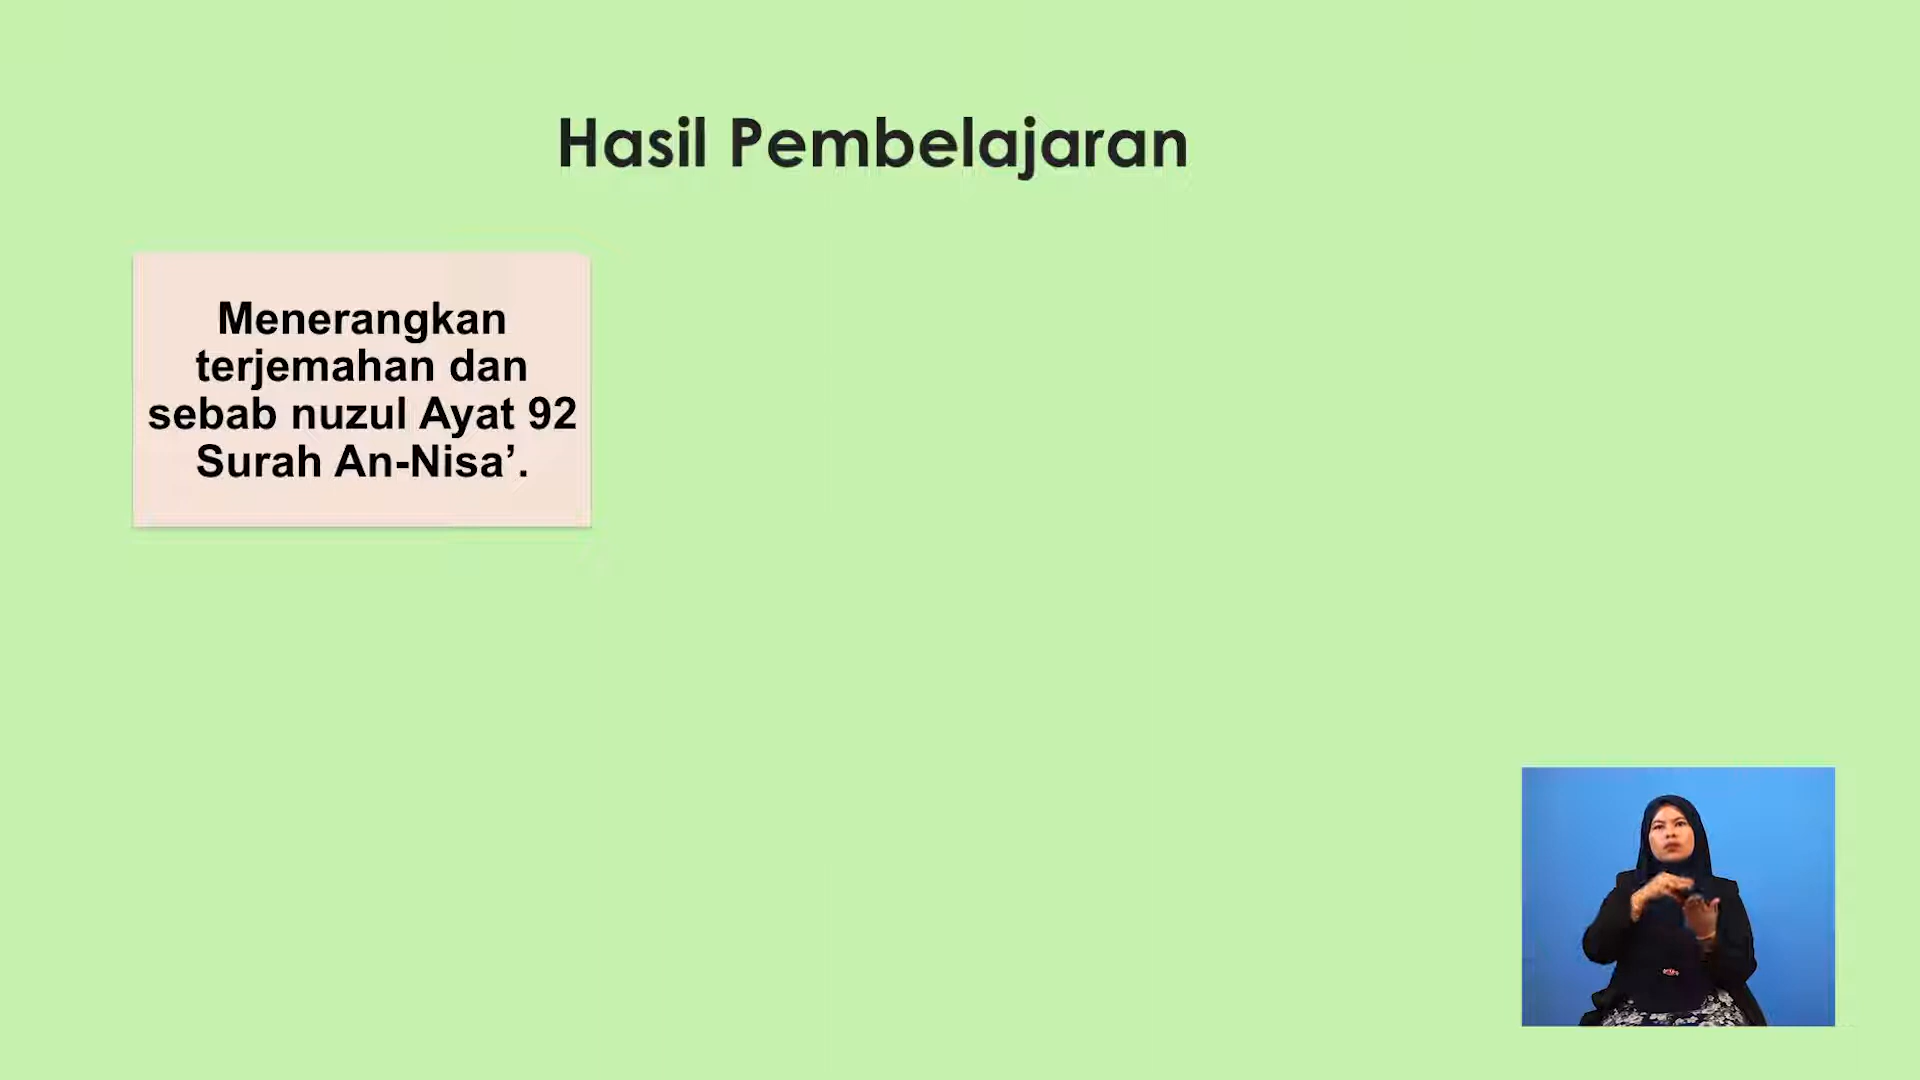 Hasil Pembelajaran
Menerangkan
terjemahan dan
sebab nuzul Ayat 92
Surah An-Nisa’.